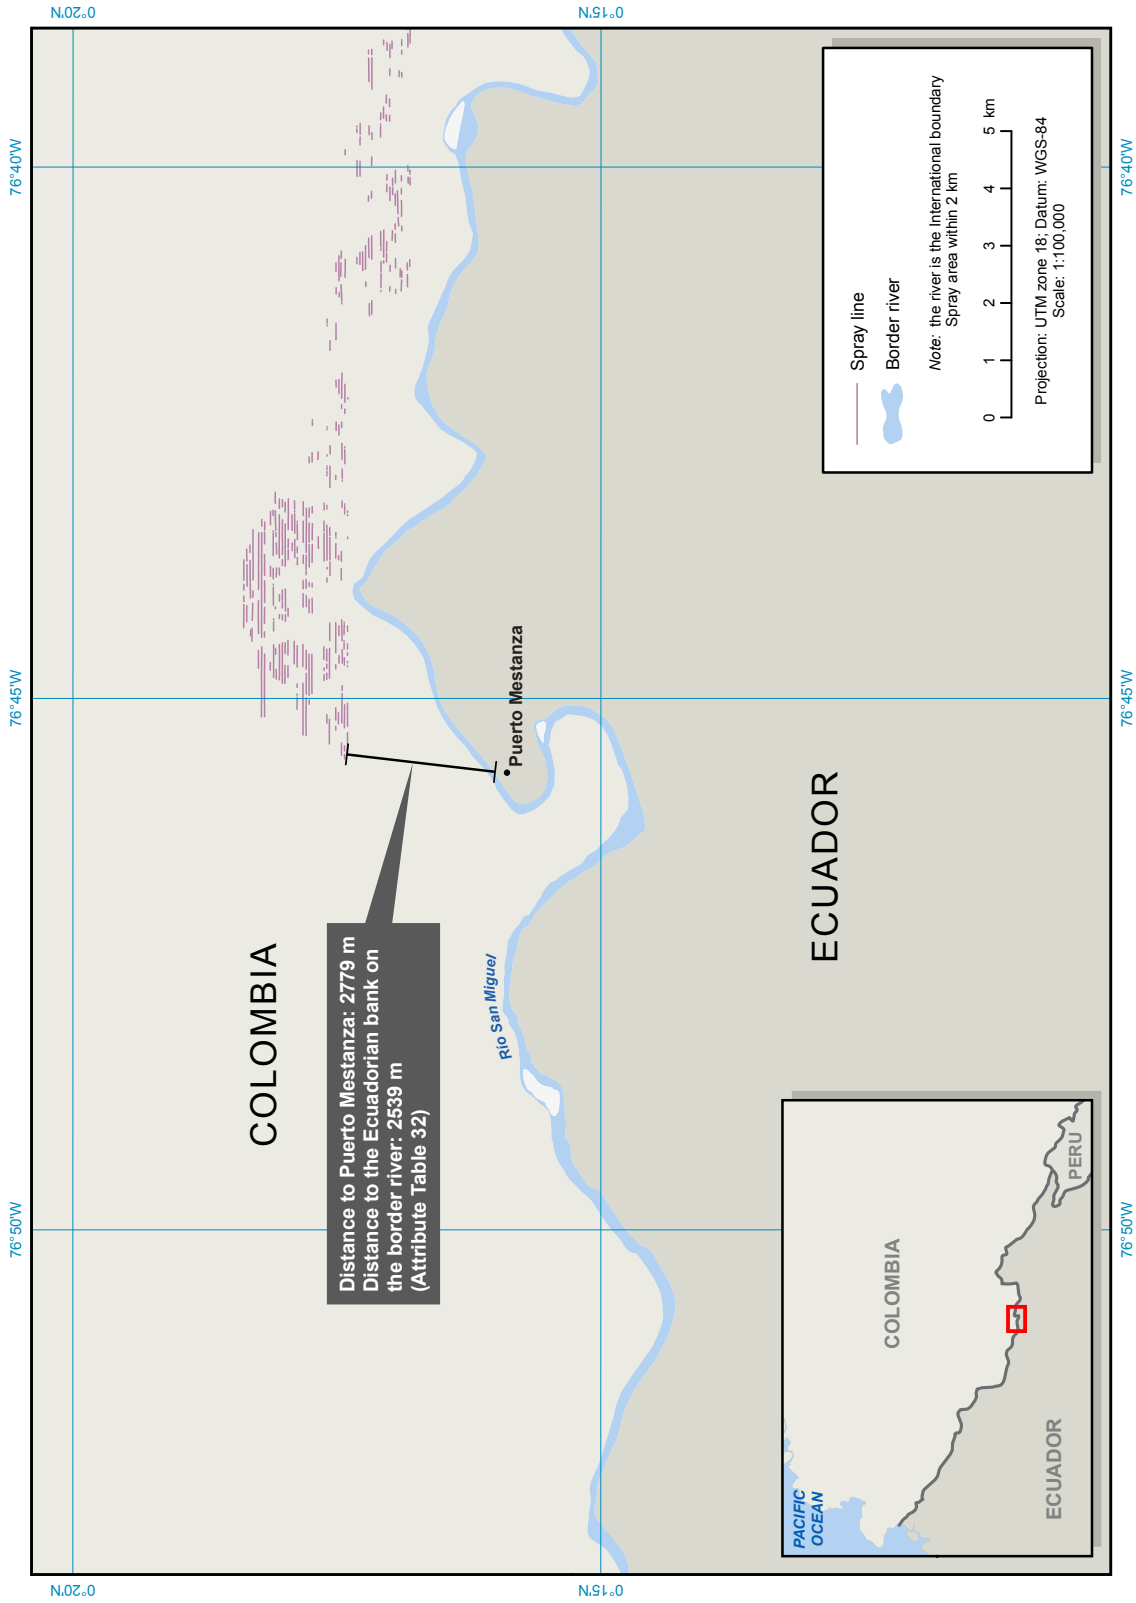 76°50'W
76°45'W
76°40'W
0°20'N
0°20'N
COLOMBIA
Distance to Puerto Mestanza: 2779 m
Distance to the Ecuadorian bank on
the border river: 2539 m
(Attribute Table 32)
Río San Miguel
Puerto Mestanza
0°15'N
0°15'N
ECUADOR
PACIFIC
OCEAN
COLOMBIA
ECUADOR
PERU
Spray line
Border river
Note: the river is the International boundary
Spray area within 2 km
0 1 2 3 4 5 km
Projection: UTM zone 18; Datum: WGS-84
Scale: 1:100,000
76°50'W
76°45'W
76°40'W